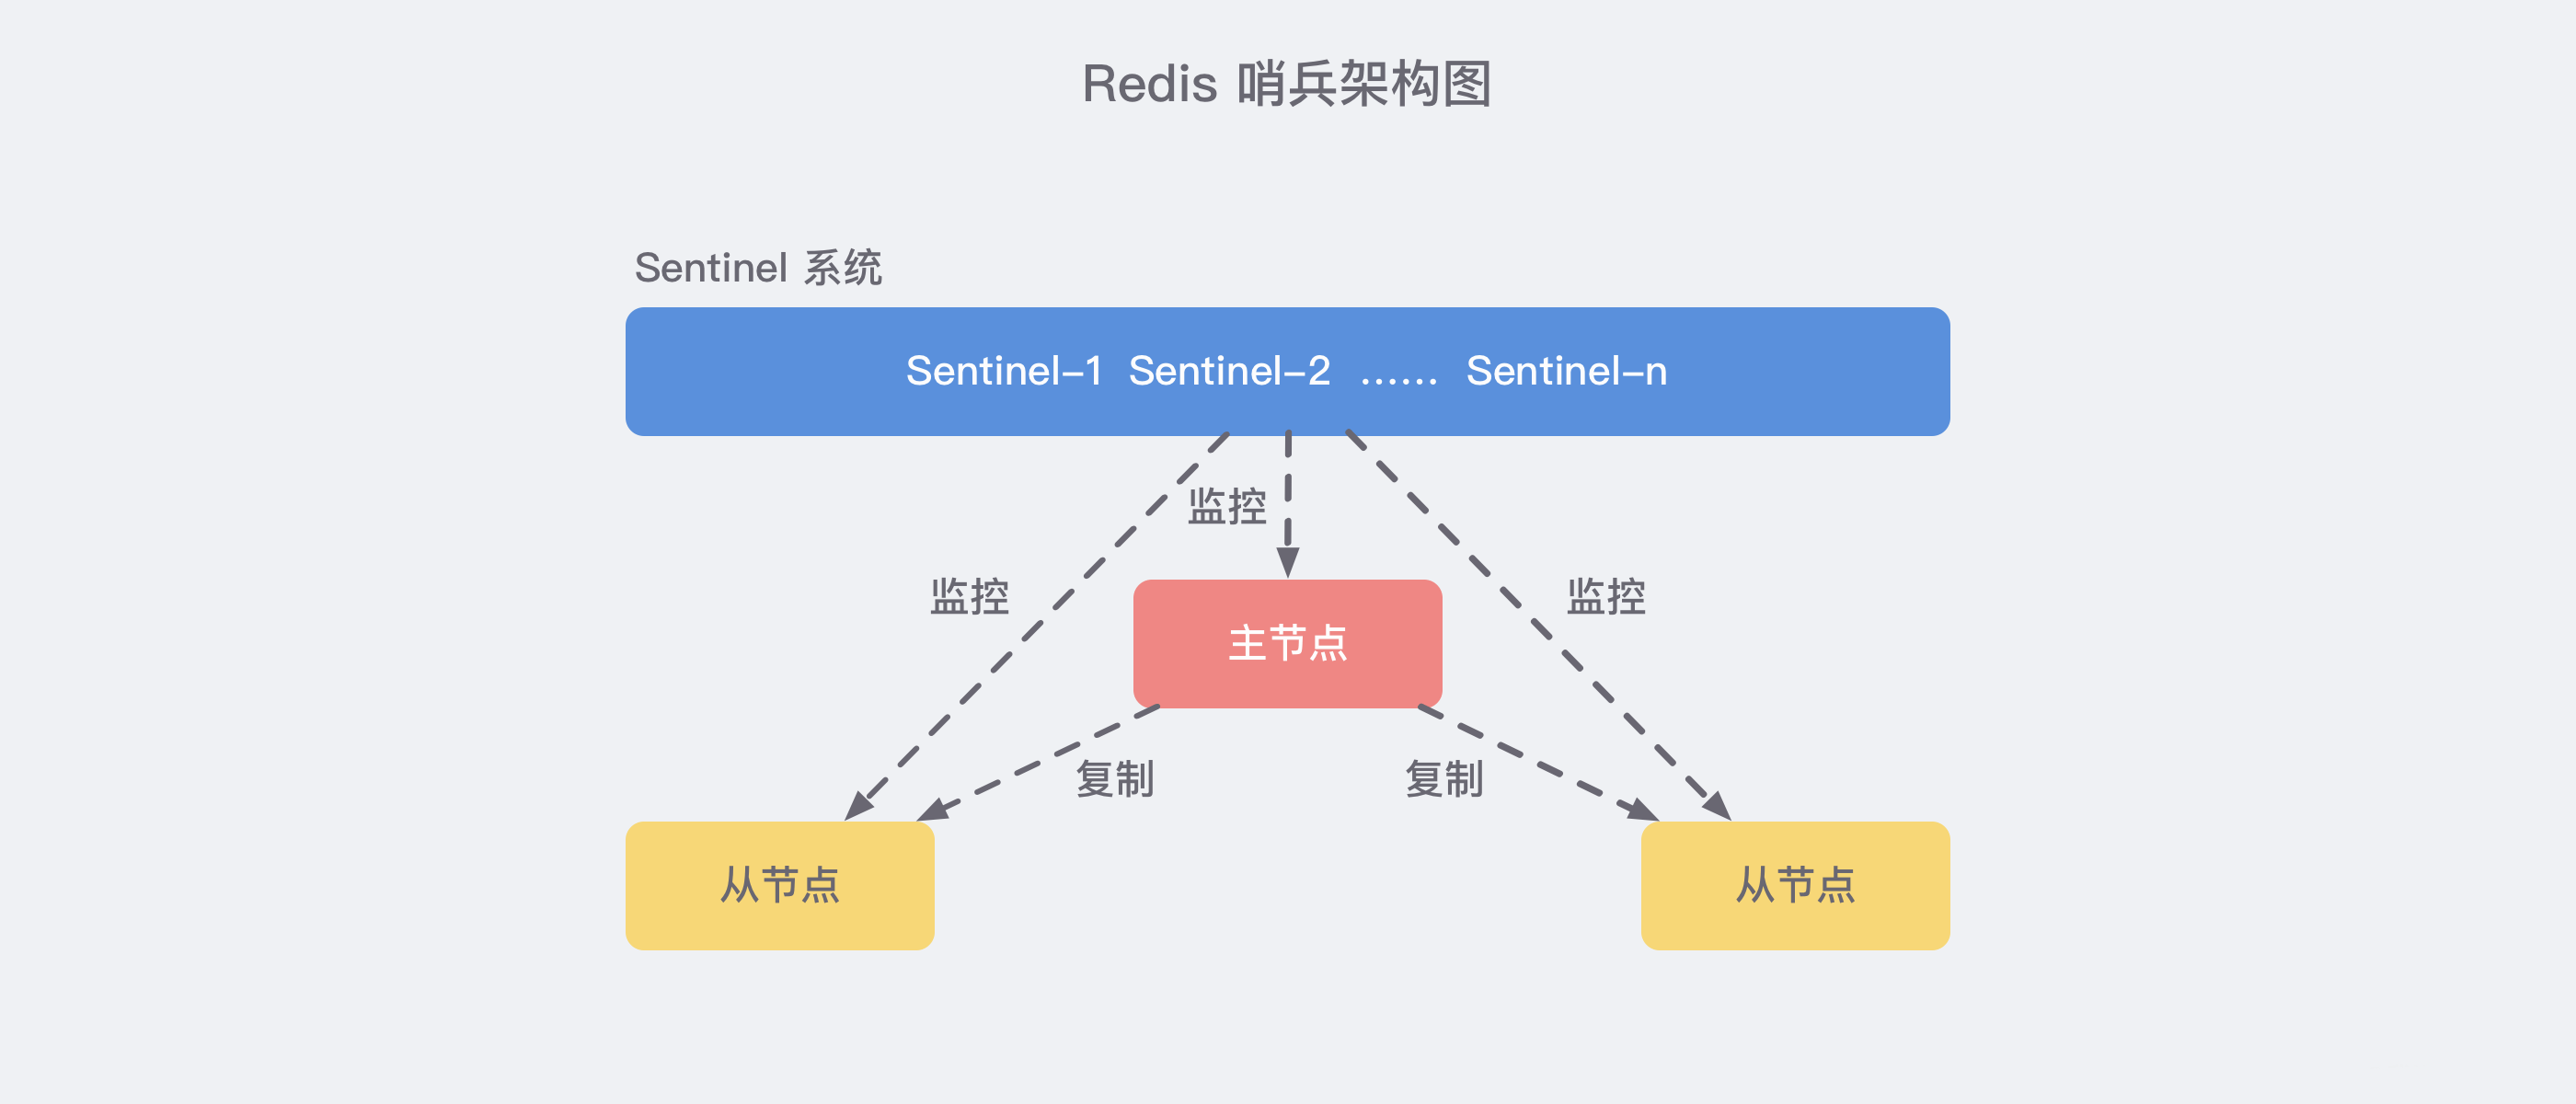 Redis 哨兵架构图
Sentinel 系统
Sentinel-1 Sentinel-2 ...... Sentinel-n
监控
监控
监控
主节点
复制
复制
从节点
从节点